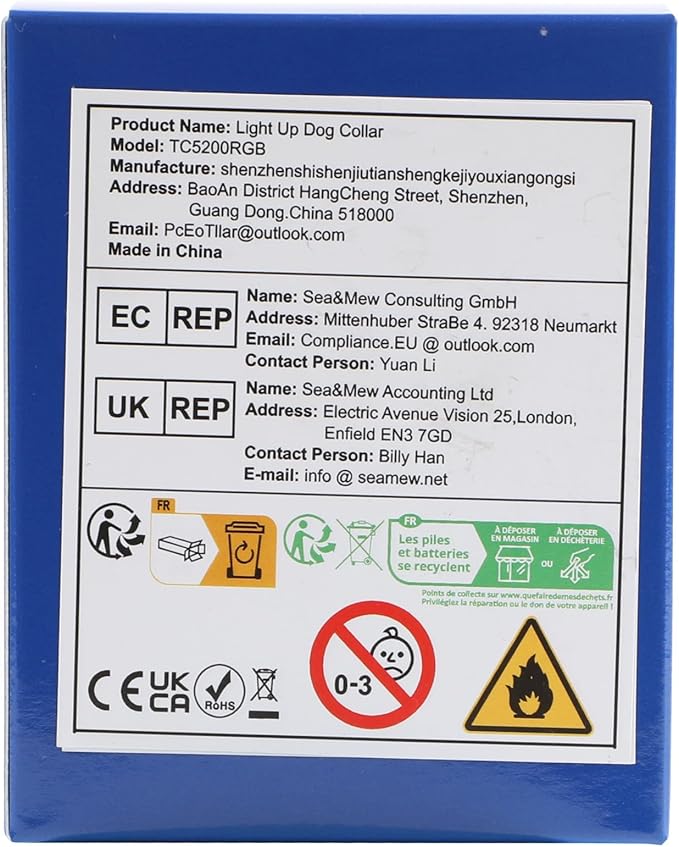 Product Name: Light Up Dog Collar
Model: TC5200RGB
Manufacture: shenzhenshishenjiutianshengkejiyouxiangongsi
Address: BaoAn District HangCheng Street, Shenzhen,
Guang Dong.China 518000
Email: PcEoTllar@outlook.com
Made in China
EC REP
Name: Sea&Mew Consulting GmbH
Address: Mittenhuber StraBe 4. 92318 Neumarkt
Email: Compliance.EU @ outlook.com
Contact Person: Yuan Li
UK REP
Name: Sea&Mew Accounting Ltd
Address: Electric Avenue Vision 25,London,
Enfield EN3 7GD
Contact Person: Billy Han
E-mail: info @ seamew.net
FR
FR
Les piles
et batteries
se recyclent
À DÉPOSER
EN MAGASIN
OU
À DÉPOSER
EN DÉCHÈTERIE
Points de collecte sur www.quefairedemesdechets.fr
Privilégiez la réparation ou le don de votre appareil !
CE
UK
CA
RoHS
0-3